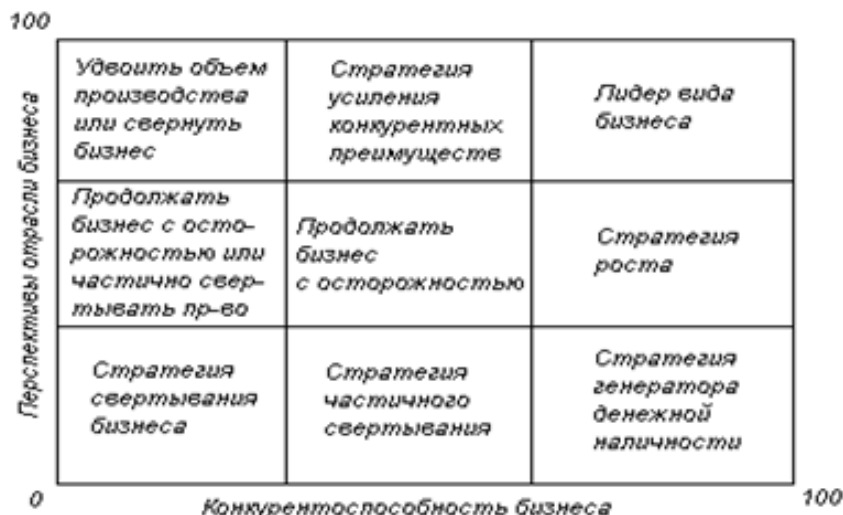 100
Удвоить объем
производства
или свернуть
бизнес
Стратегия
усиления
конкурентных
преимуществ
Лидер вида
бизнеса
Продолжать
бизнес с осто-
рожностью или
частично свер-
тывать пр-во
Продолжать
бизнес
с осторожностью
Стратегия
роста
Стратегия
свертывания
бизнеса
Стратегия
частичного
свертывания
Стратегия
генератора
денежной
наличности
Перспективы отрасли бизнеса
0
Конкурентоспособность бизнеса
100